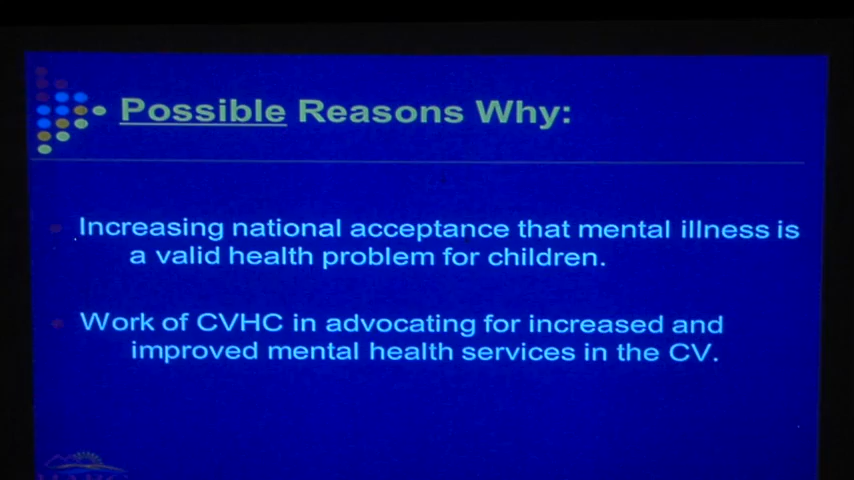 Possible Reasons Why:
Increasing national acceptance that mental illness is
a valid health problem for children.
Work of CVHC in advocating for increased and
improved mental health services in the CV.